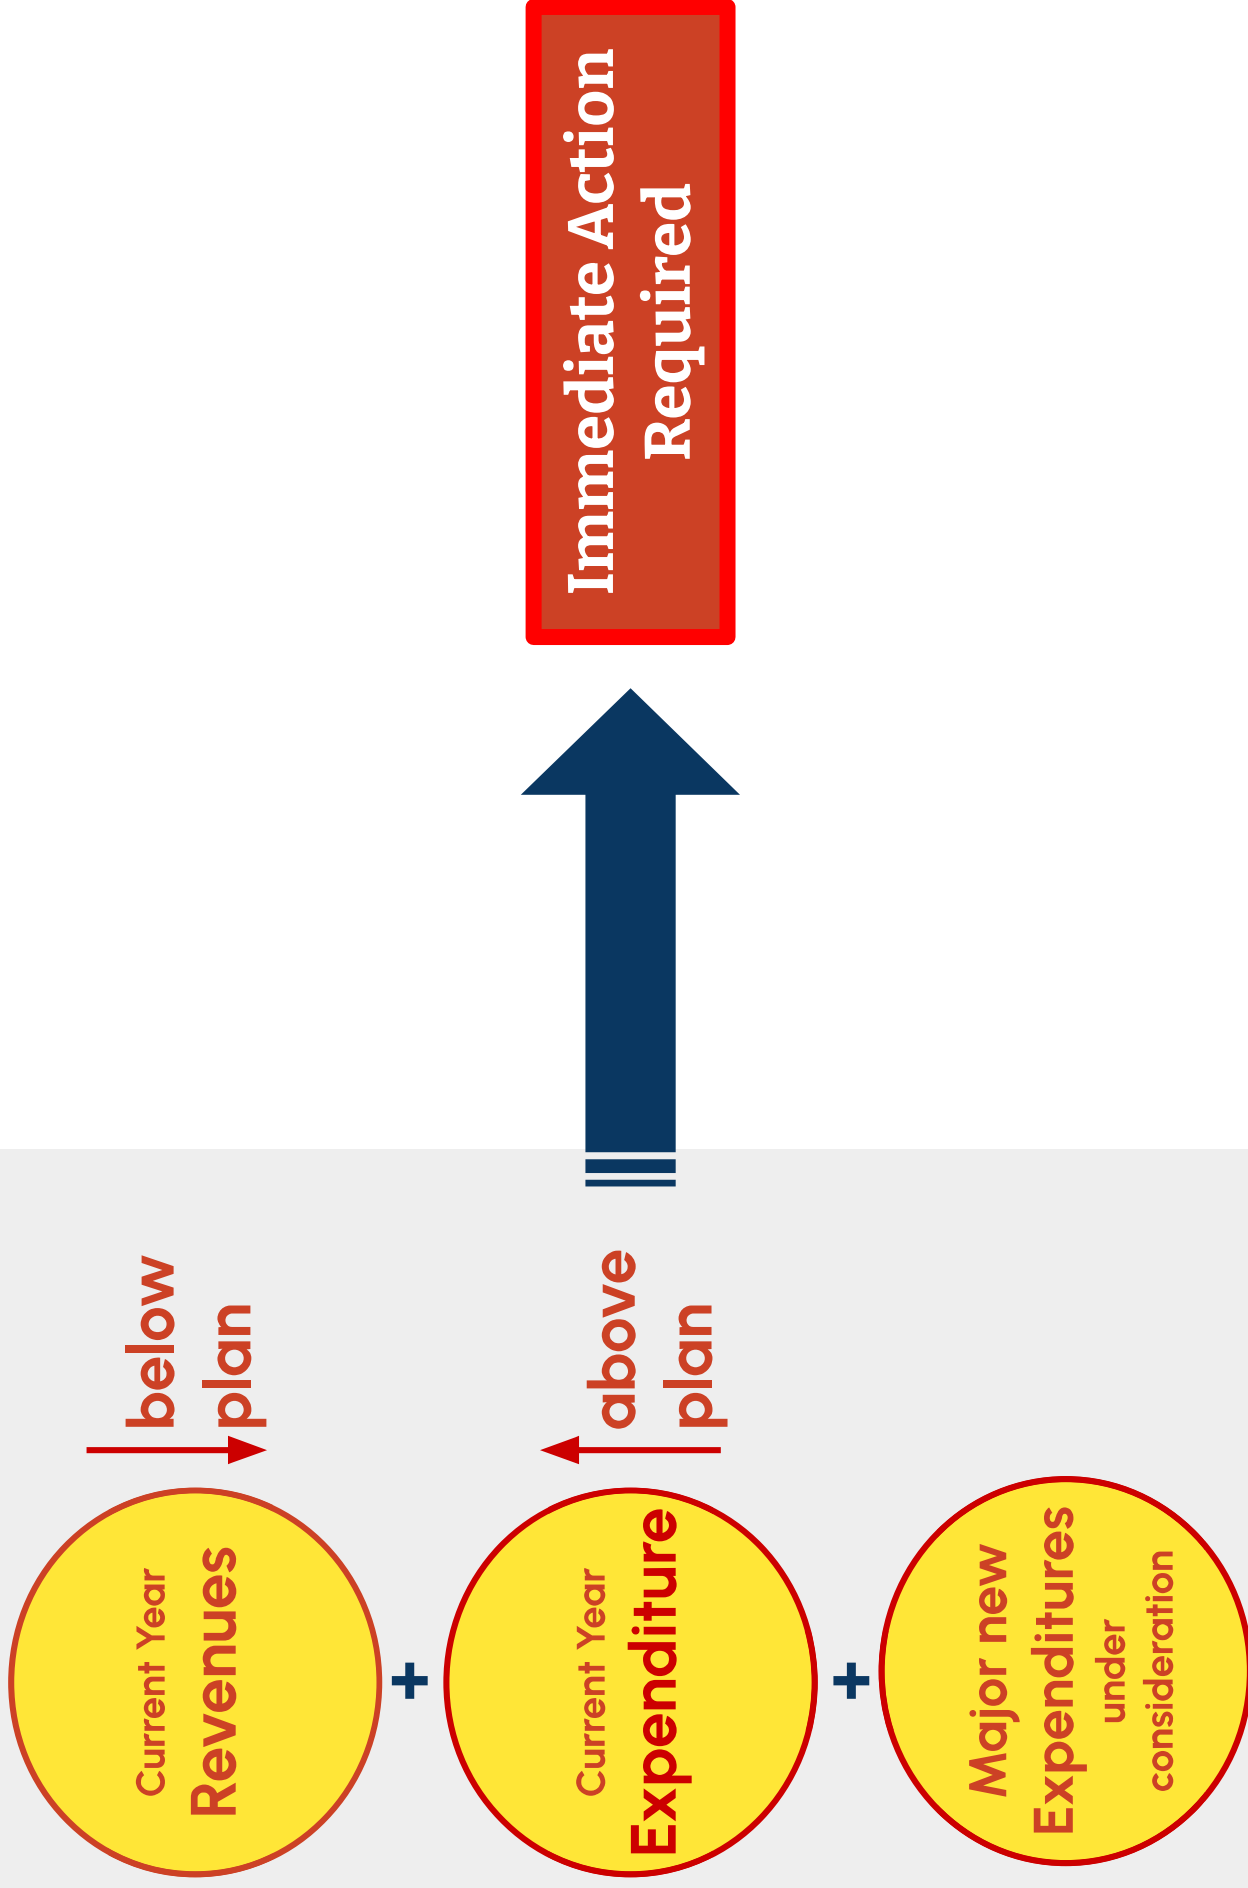 Current Year
Revenues
below
plan
+
Current Year
Expenditure
above
plan
+
Major new
Expenditures
under
consideration
Immediate Action
Required